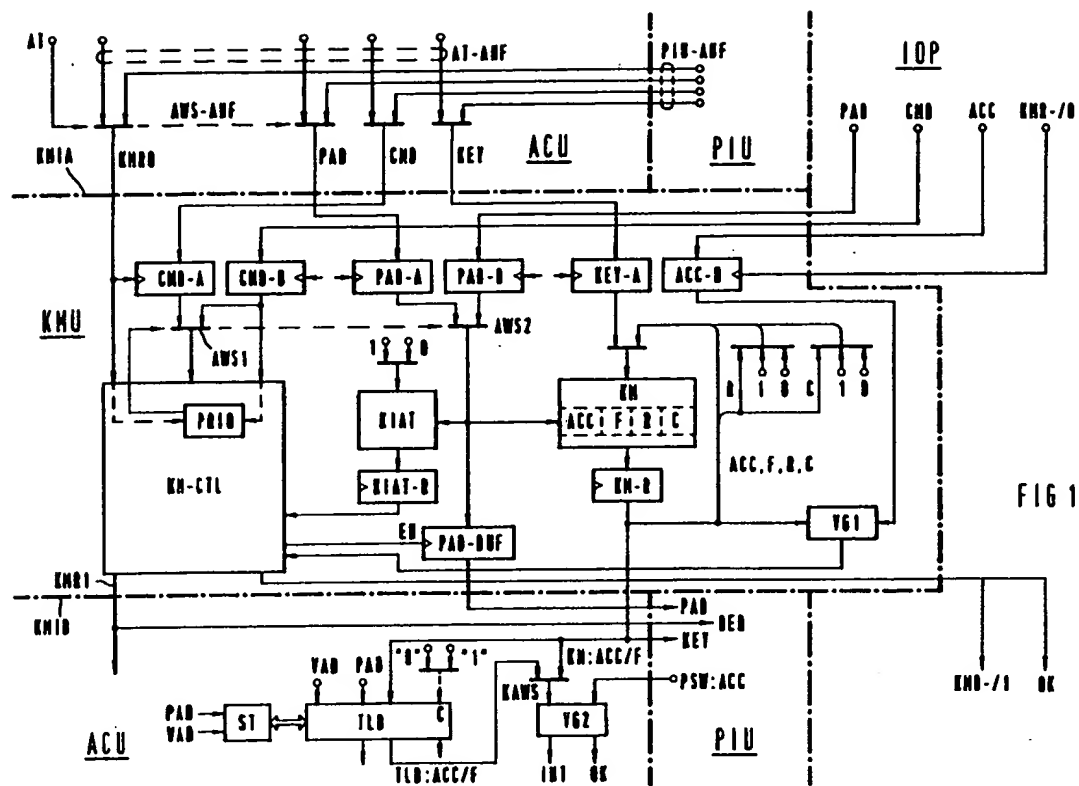 AT
AT-ANF
PIU-ANF
IOP
AWS-ANF
PAD
CMD
ACC
KMR-/0
KMIA
KMR0
PAD
CMD
KEY
ACU
PIU
CMD-A
CMD-B
PAD-A
PAD-B
KEY-A
ACC-B
KMU
AWS1
AWS2
1 0
R 1 0 C 1 0
KM
PRIO
KIAT
ACC F R C
KM-CTL
ACC,F,R,C
KIAT-R
KM-R
FIG 1
EN
PAD-BUF
VG1
KMR1
KMIB
PAD
REQ
KEY
"0" "1"
VAD
PAD
KM:ACC/F
KAWS
PSW:ACC
KMD-/1
OK
PAD
VAD
ST
TLB
C
VG2
ACU
TLB:ACC/F
INT
OK
PIU